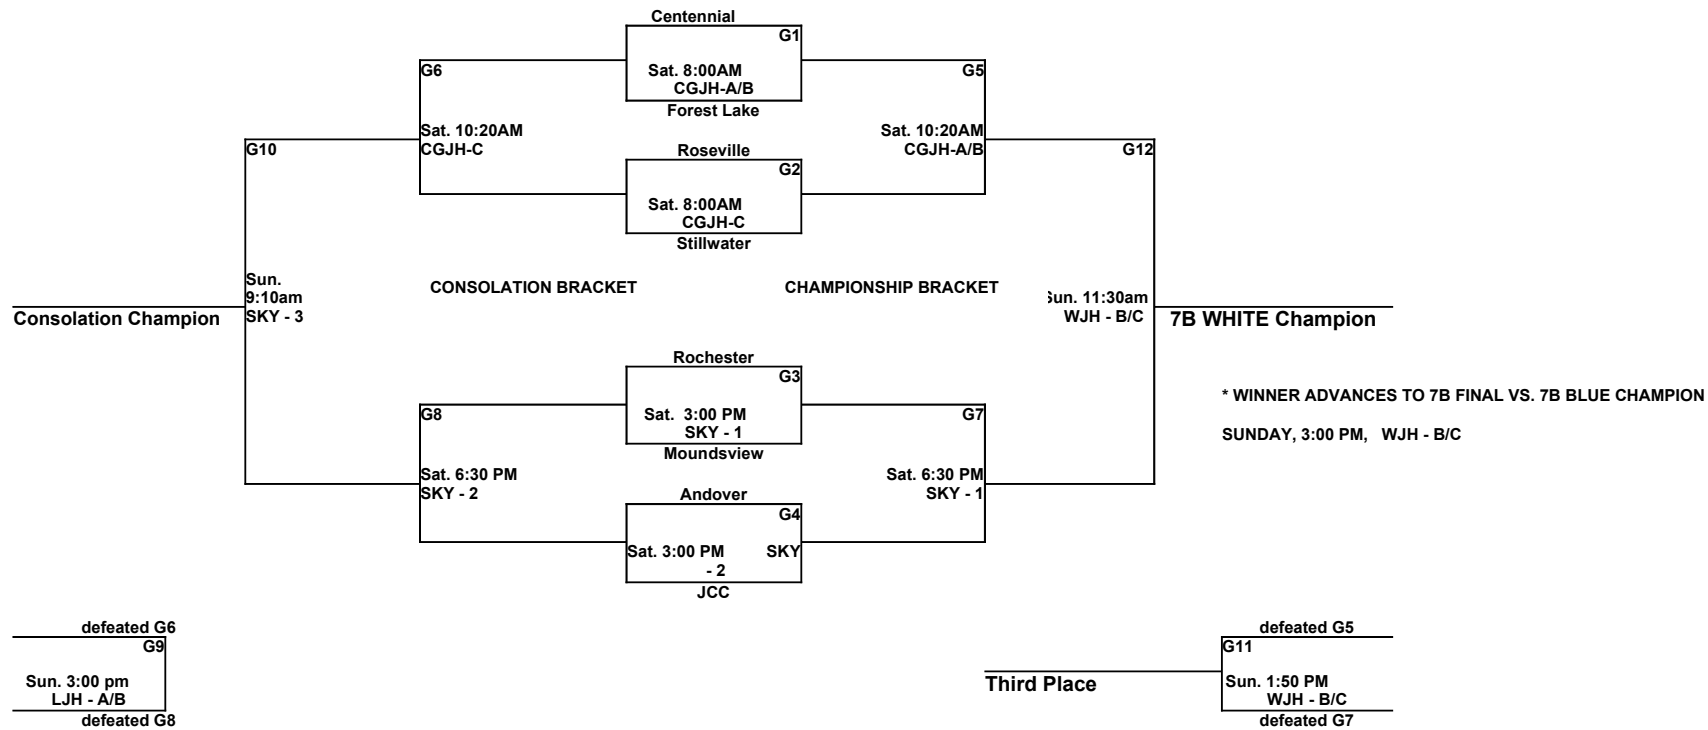 Centennial
G1
Sat. 8:00AM
CGJH-A/B
Forest Lake
G6
G5
Sat. 10:20AM
CGJH-C
Sat. 10:20AM
CGJH-A/B
G10
G12
Roseville
G2
Sat. 8:00AM
CGJH-C
Stillwater
Sun.
9:10am
SKY - 3
CONSOLATION BRACKET
CHAMPIONSHIP BRACKET
Sun. 11:30am
WJH - B/C
Consolation Champion
7B WHITE Champion
Rochester
G3
Sat. 3:00 PM
SKY - 1
Moundsview
* WINNER ADVANCES TO 7B FINAL VS. 7B BLUE CHAMPION
SUNDAY, 3:00 PM, WJH - B/C
G8
G7
Sat. 6:30 PM
SKY - 2
Sat. 6:30 PM
SKY - 1
Andover
G4
Sat. 3:00 PM SKY
- 2
JCC
defeated G6
G9
Sun. 3:00 pm
LJH - A/B
defeated G8
Third Place
defeated G5
G11
Sun. 1:50 PM
WJH - B/C
defeated G7